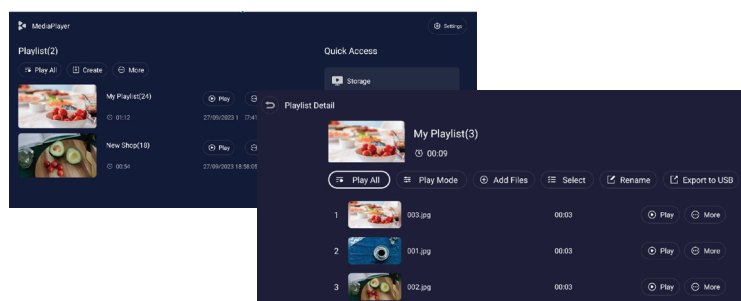 MediaPlayer
Settings
Playlist(2)
Quick Access
Play All
Create
More
Storage
My Playlist(24)
Play
01:12
27/09/2023 1
17:41
New Shop(18)
Play
00:54
27/09/2023 18:58:05
Playlist Detail
My Playlist(3)
00:09
Play All
Play Mode
Add Files
Select
Rename
Export to USB
1 003.jpg 00:03 Play More
2 001.jpg 00:03 Play More
3 002.jpg 00:03 Play More